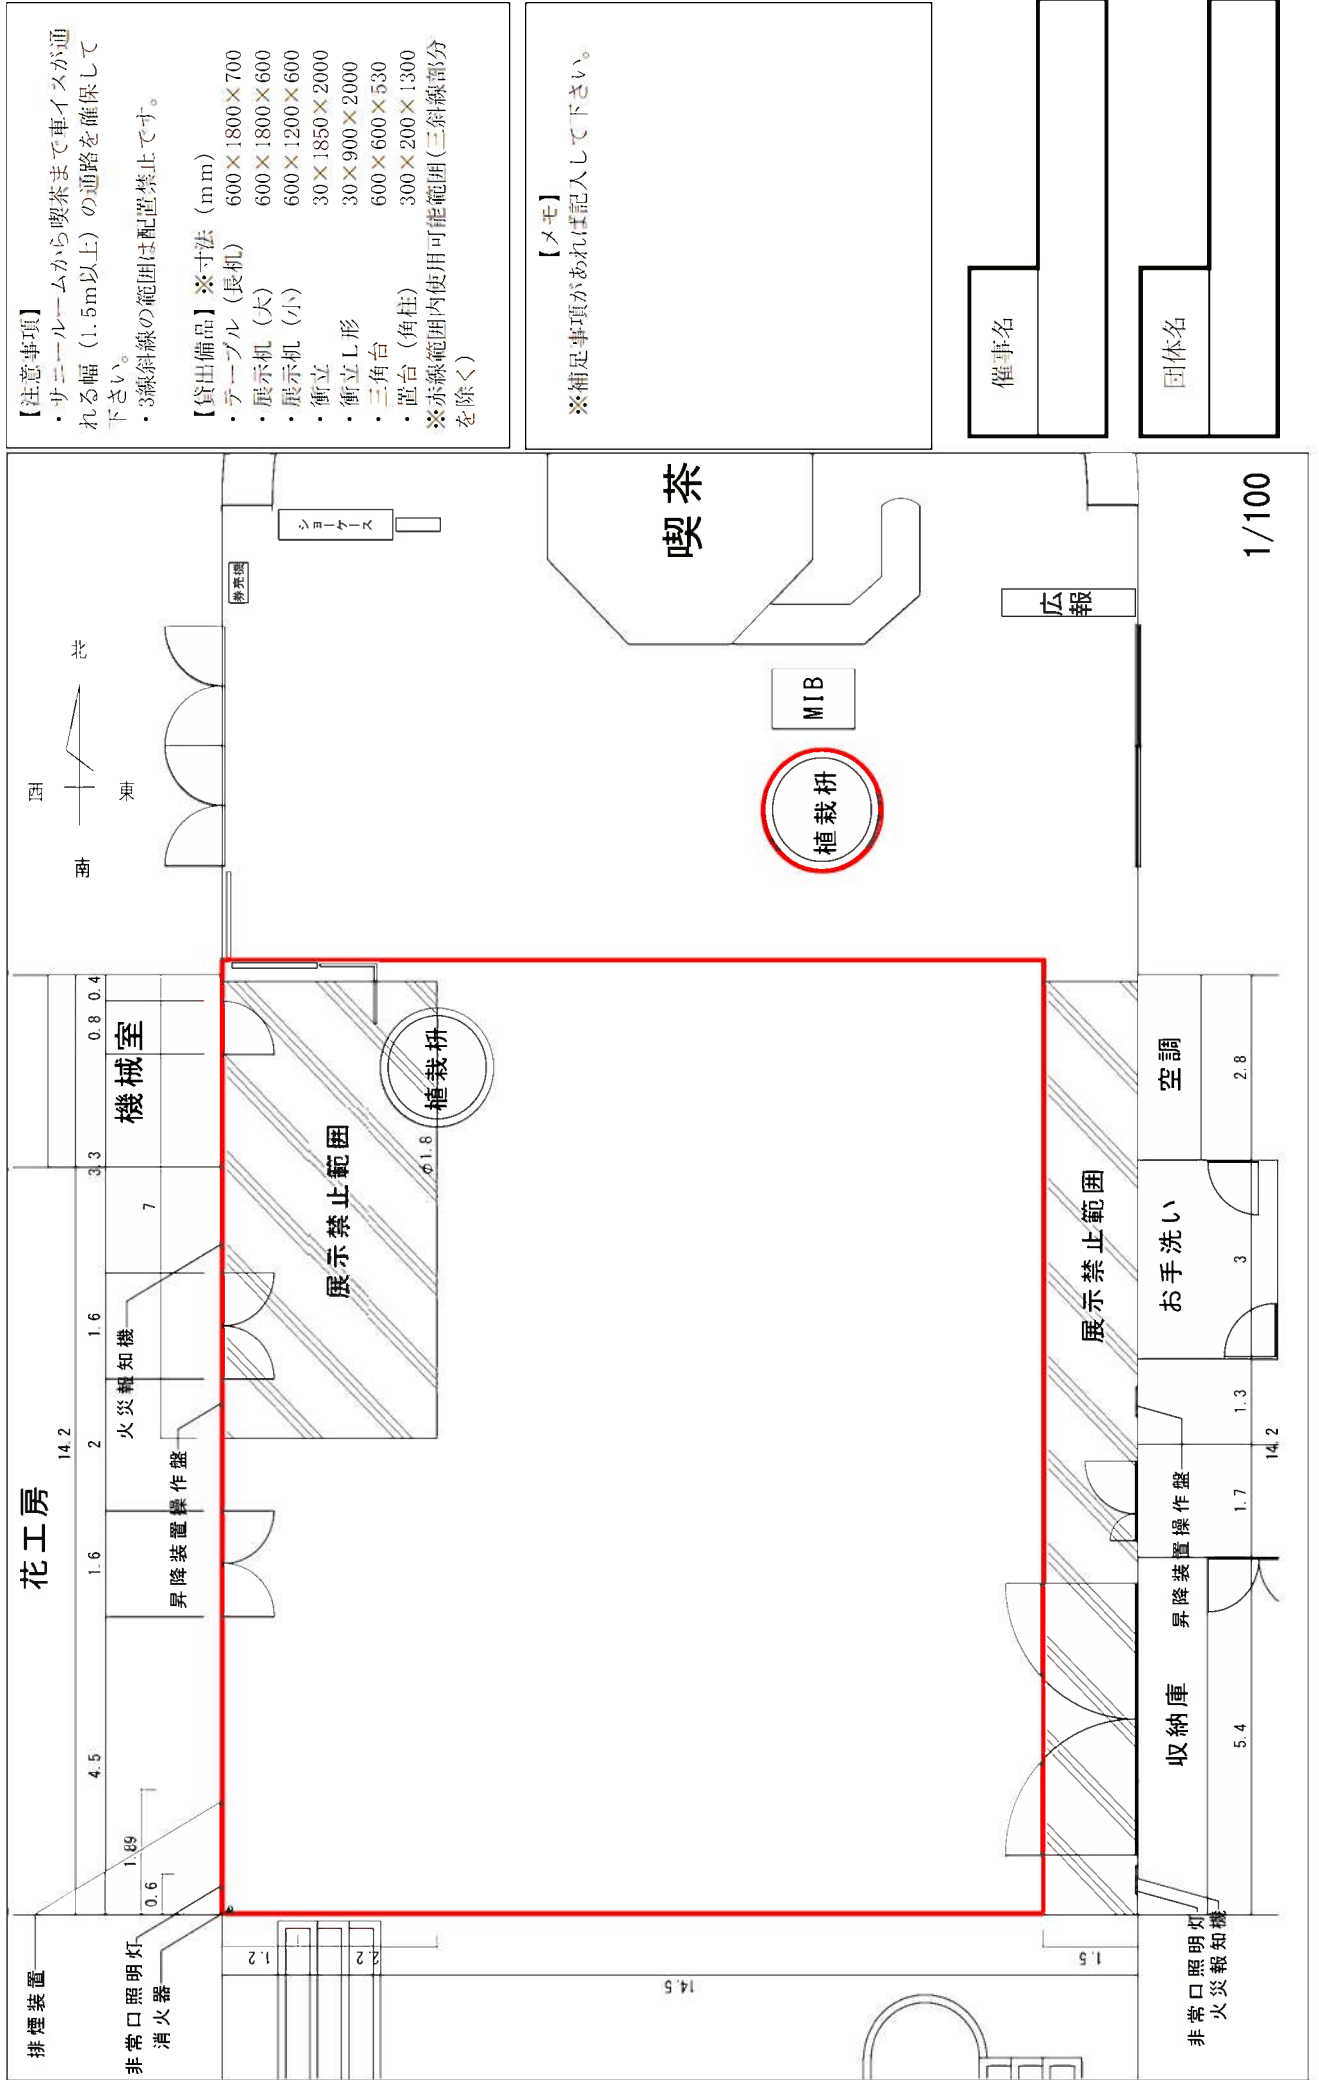 【注意事項】
・サニールームから喫茶まで車イスが通
れる幅（1.5m以上）の通路を確保して
下さい。
・3線斜線の範囲は配置禁止です。
【貸出備品】※寸法（mm）
・テーブル（長机） 600×1800×700
・展示机（大） 600×1800×600
・展示机（小） 600×1200×600
・衝立 30×1850×2000
・衝立Ｌ形 30×900×2000
・三角台 600×600×530
・置台（角柱） 300×200×1300
※赤線範囲内使用可能範囲(三斜線部分
を除く)
【メモ】
※補足事項があれば記入して下さい。
催事名
団体名
西
北
東
南
ショーケース
券売機
喫茶
広報
MIB
植栽枡
1/100
花工房
14.2
4.5
1.6
2
1.6
3.3
0.8
0.4
機械室
7
火災報知機
昇降装置操作盤
1.89
0.6
排煙装置
非常口照明灯
消火器
展示禁止範囲
植栽枡
φ1.8
展示禁止範囲
空調
2.8
お手洗い
3
1.3
14.2
1.7
昇降装置操作盤
収納庫
5.4
1.2
2.2
14.5
1.5
非常口照明灯
火災報知機